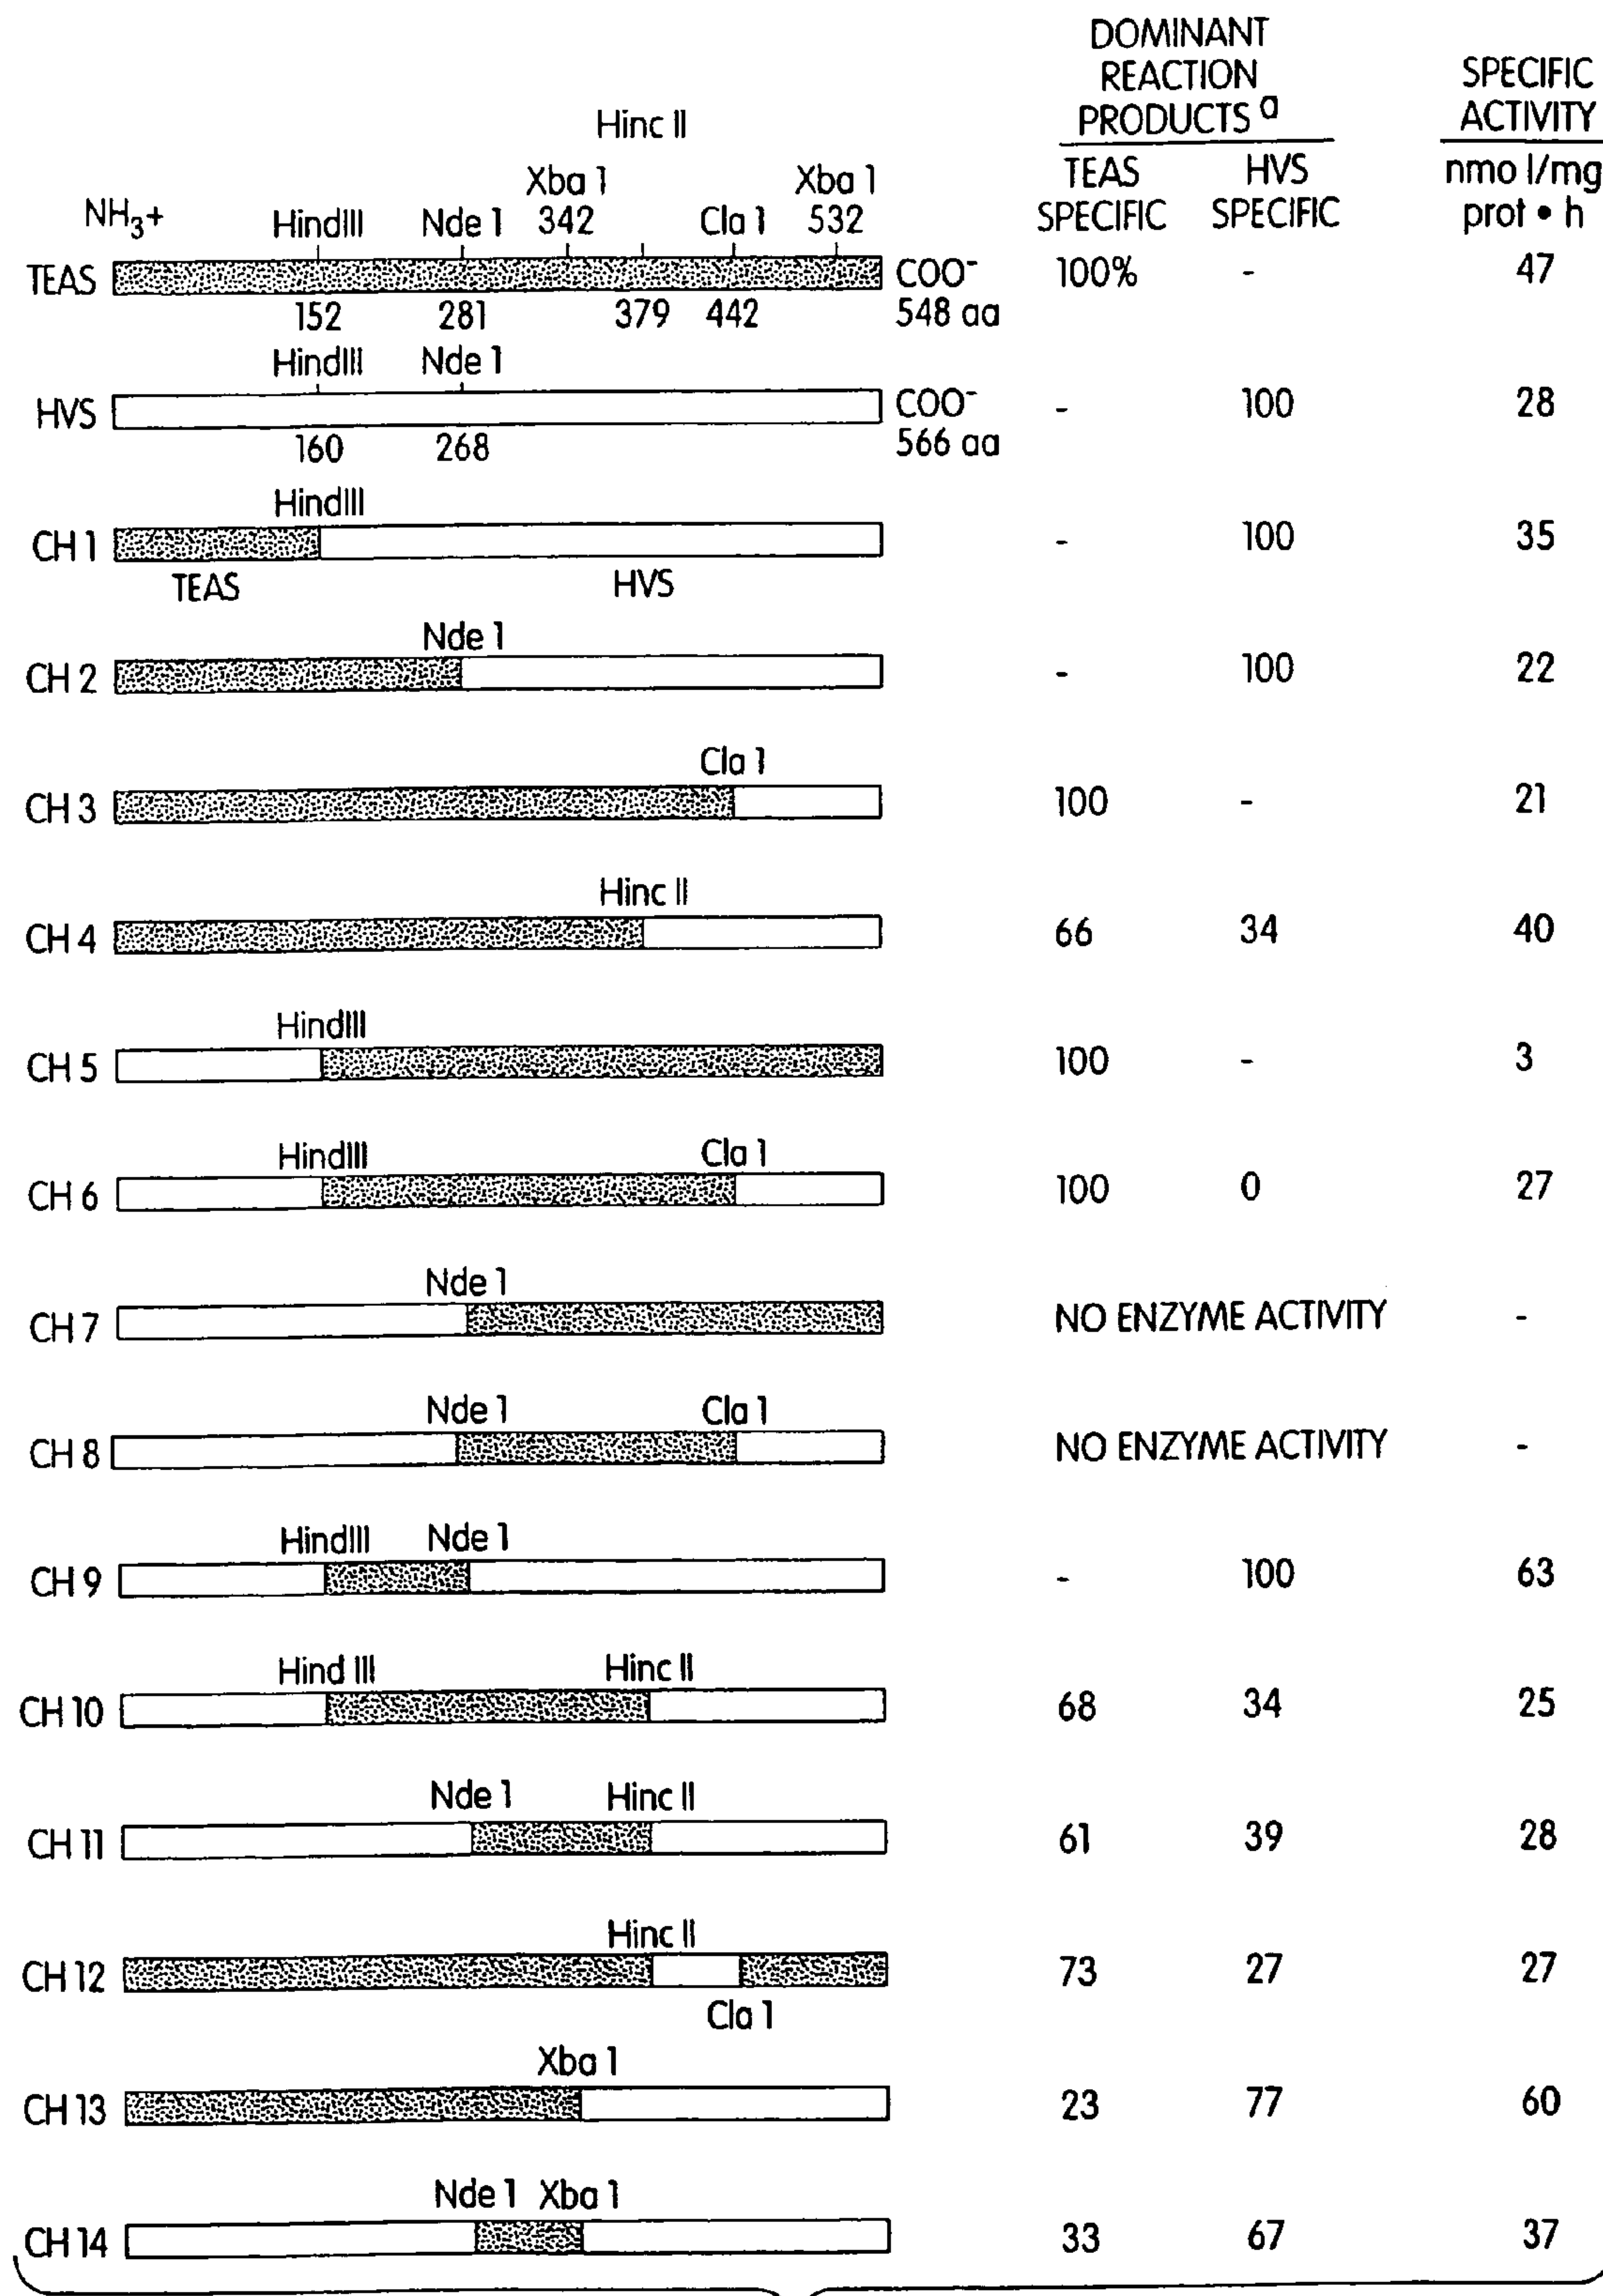 DOMINANT
REACTION
PRODUCTS a
SPECIFIC
ACTIVITY
Hinc II
TEAS
SPECIFIC
HVS
SPECIFIC
nmo l/mg
prot • h
NH3+ HindIII Nde 1 Xba 1 342 Cla 1 Xba 1 532
TEAS COO- 100% - 47
152 281 379 442 548 aa
HindIII Nde 1
HVS COO- - 100 28
160 268 566 aa
HindIII
CH 1 - 100 35
TEAS HVS
Nde 1
CH 2 - 100 22
Cla 1
CH 3 100 - 21
Hinc II
CH 4 66 34 40
HindIII
CH 5 100 - 3
HindIII Cla 1
CH 6 100 0 27
Nde 1
CH 7 NO ENZYME ACTIVITY -
Nde 1 Cla 1
CH 8 NO ENZYME ACTIVITY -
HindIII Nde 1
CH 9 - 100 63
Hind III Hinc II
CH 10 68 34 25
Nde 1 Hinc II
CH 11 61 39 28
Hinc II
CH 12 73 27 27
Cla 1
Xba 1
CH 13 23 77 60
Nde 1 Xba 1
CH 14 33 67 37